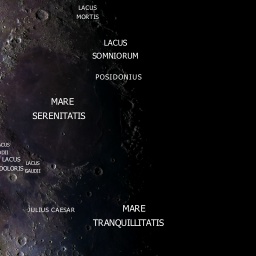 LACUS
MORTIS
LACUS
SOMNIORUM
POSIDONIUS
MARE
SERENITATIS
LACUS
DOLORIS
LACUS
GAUDII
JULIUS CAESAR
MARE
TRANQUILLITATIS